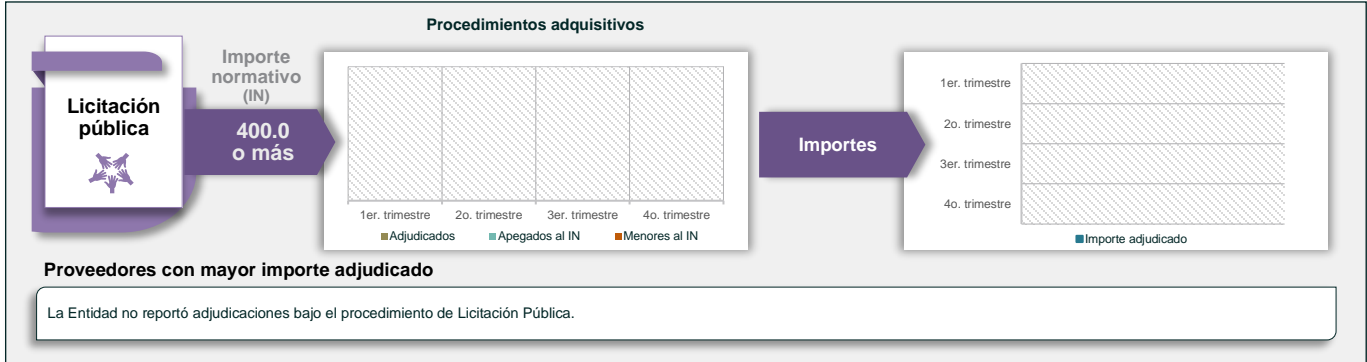 Procedimientos adquisitivos
Licitación
pública
Importe
normativo
(IN)
400.0
o más
1er. trimestre 2o. trimestre 3er. trimestre 4o. trimestre
Adjudicados Apegados al IN Menores al IN
Importes
1er. trimestre
2o. trimestre
3er. trimestre
4o. trimestre
Importe adjudicado
Proveedores con mayor importe adjudicado
La Entidad no reportó adjudicaciones bajo el procedimiento de Licitación Pública.